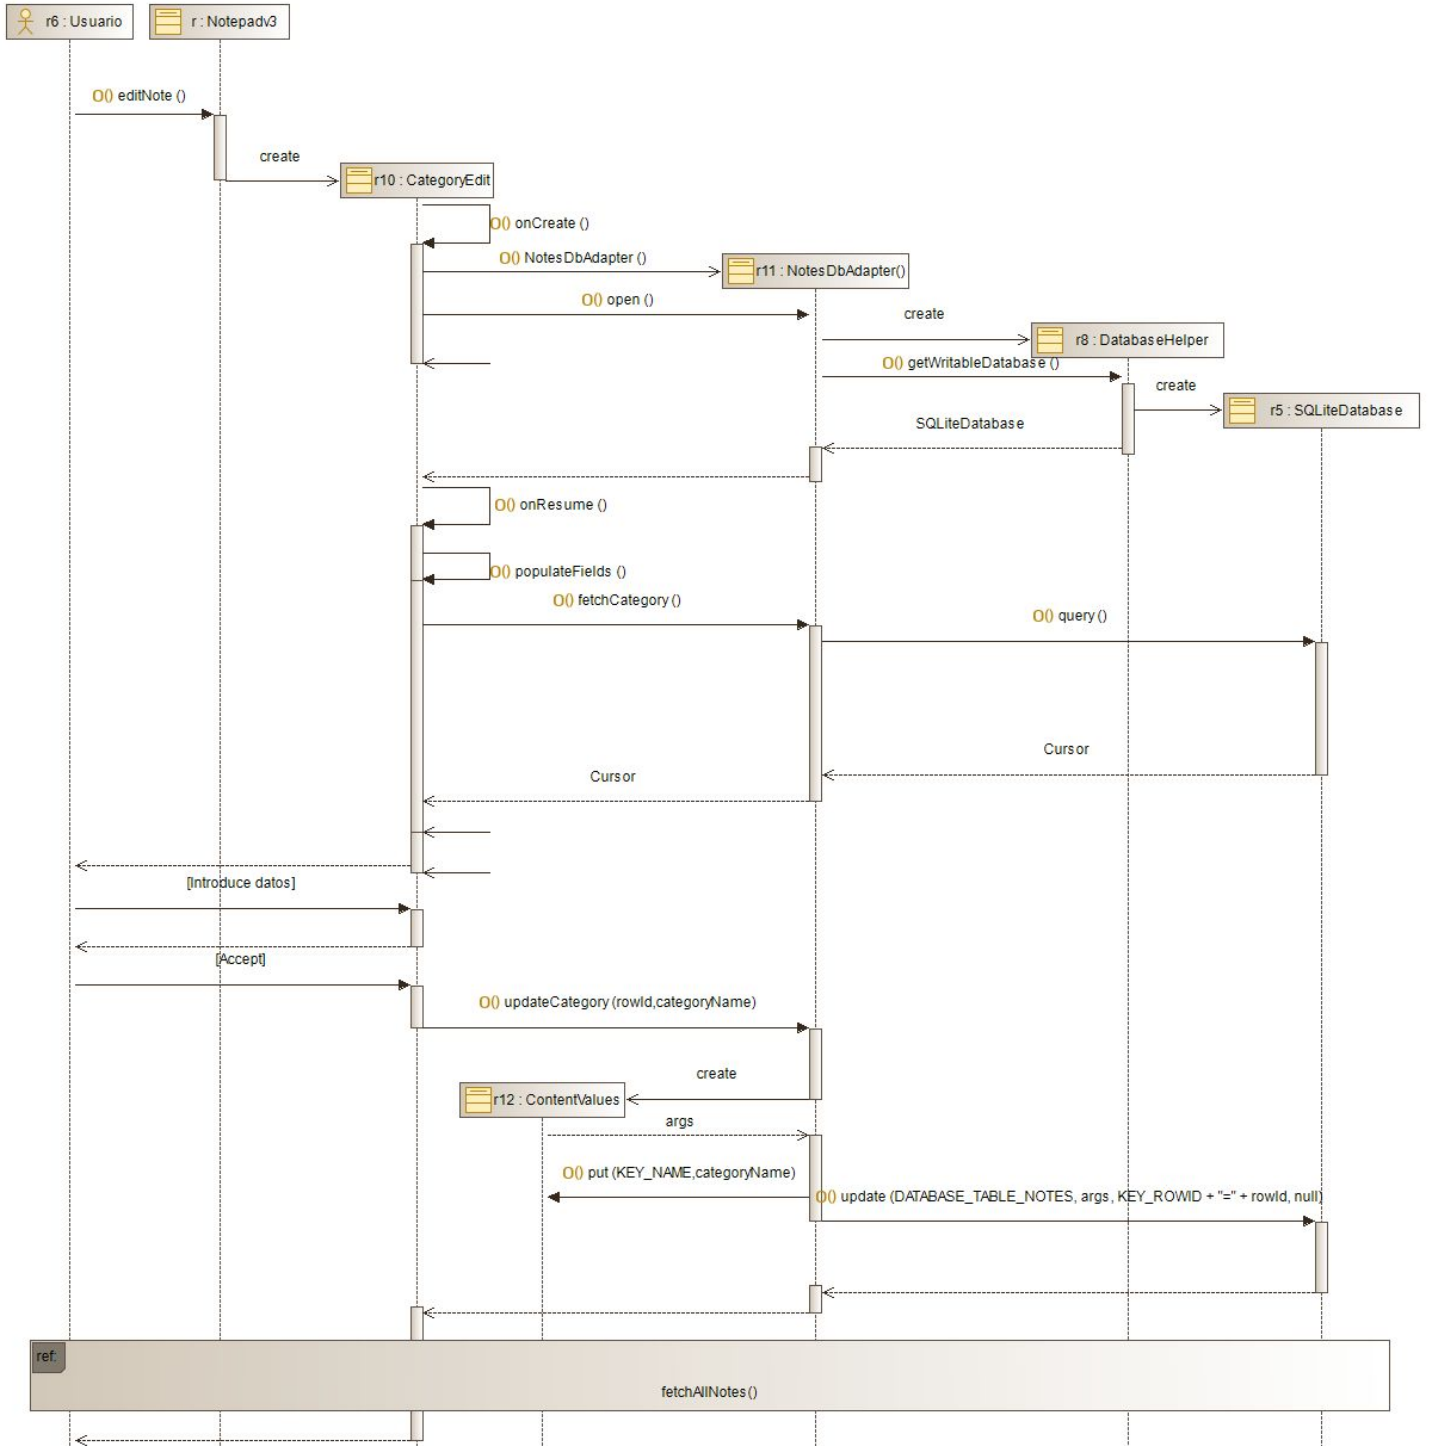 r6 : Usuario
r : Notepadv3
O() editNote ()
create
r10 : CategoryEdit
O() onCreate ()
O() NotesDbAdapter ()
r11 : NotesDbAdapter()
O() open ()
create
r8 : DatabaseHelper
O() getWritableDatabase ()
create
r5 : SQLiteDatabase
SQLiteDatabase
O() onResume ()
O() populateFields ()
O() fetchCategory ()
O() query ()
Cursor
Cursor
[Introduce datos]
[Accept]
O() updateCategory (rowId,categoryName)
create
r12 : ContentValues
args
O() put (KEY_NAME,categoryName)
O() update (DATABASE_TABLE_NOTES, args, KEY_ROWID + "=" + rowId, null)
ref:
fetchAllNotes()